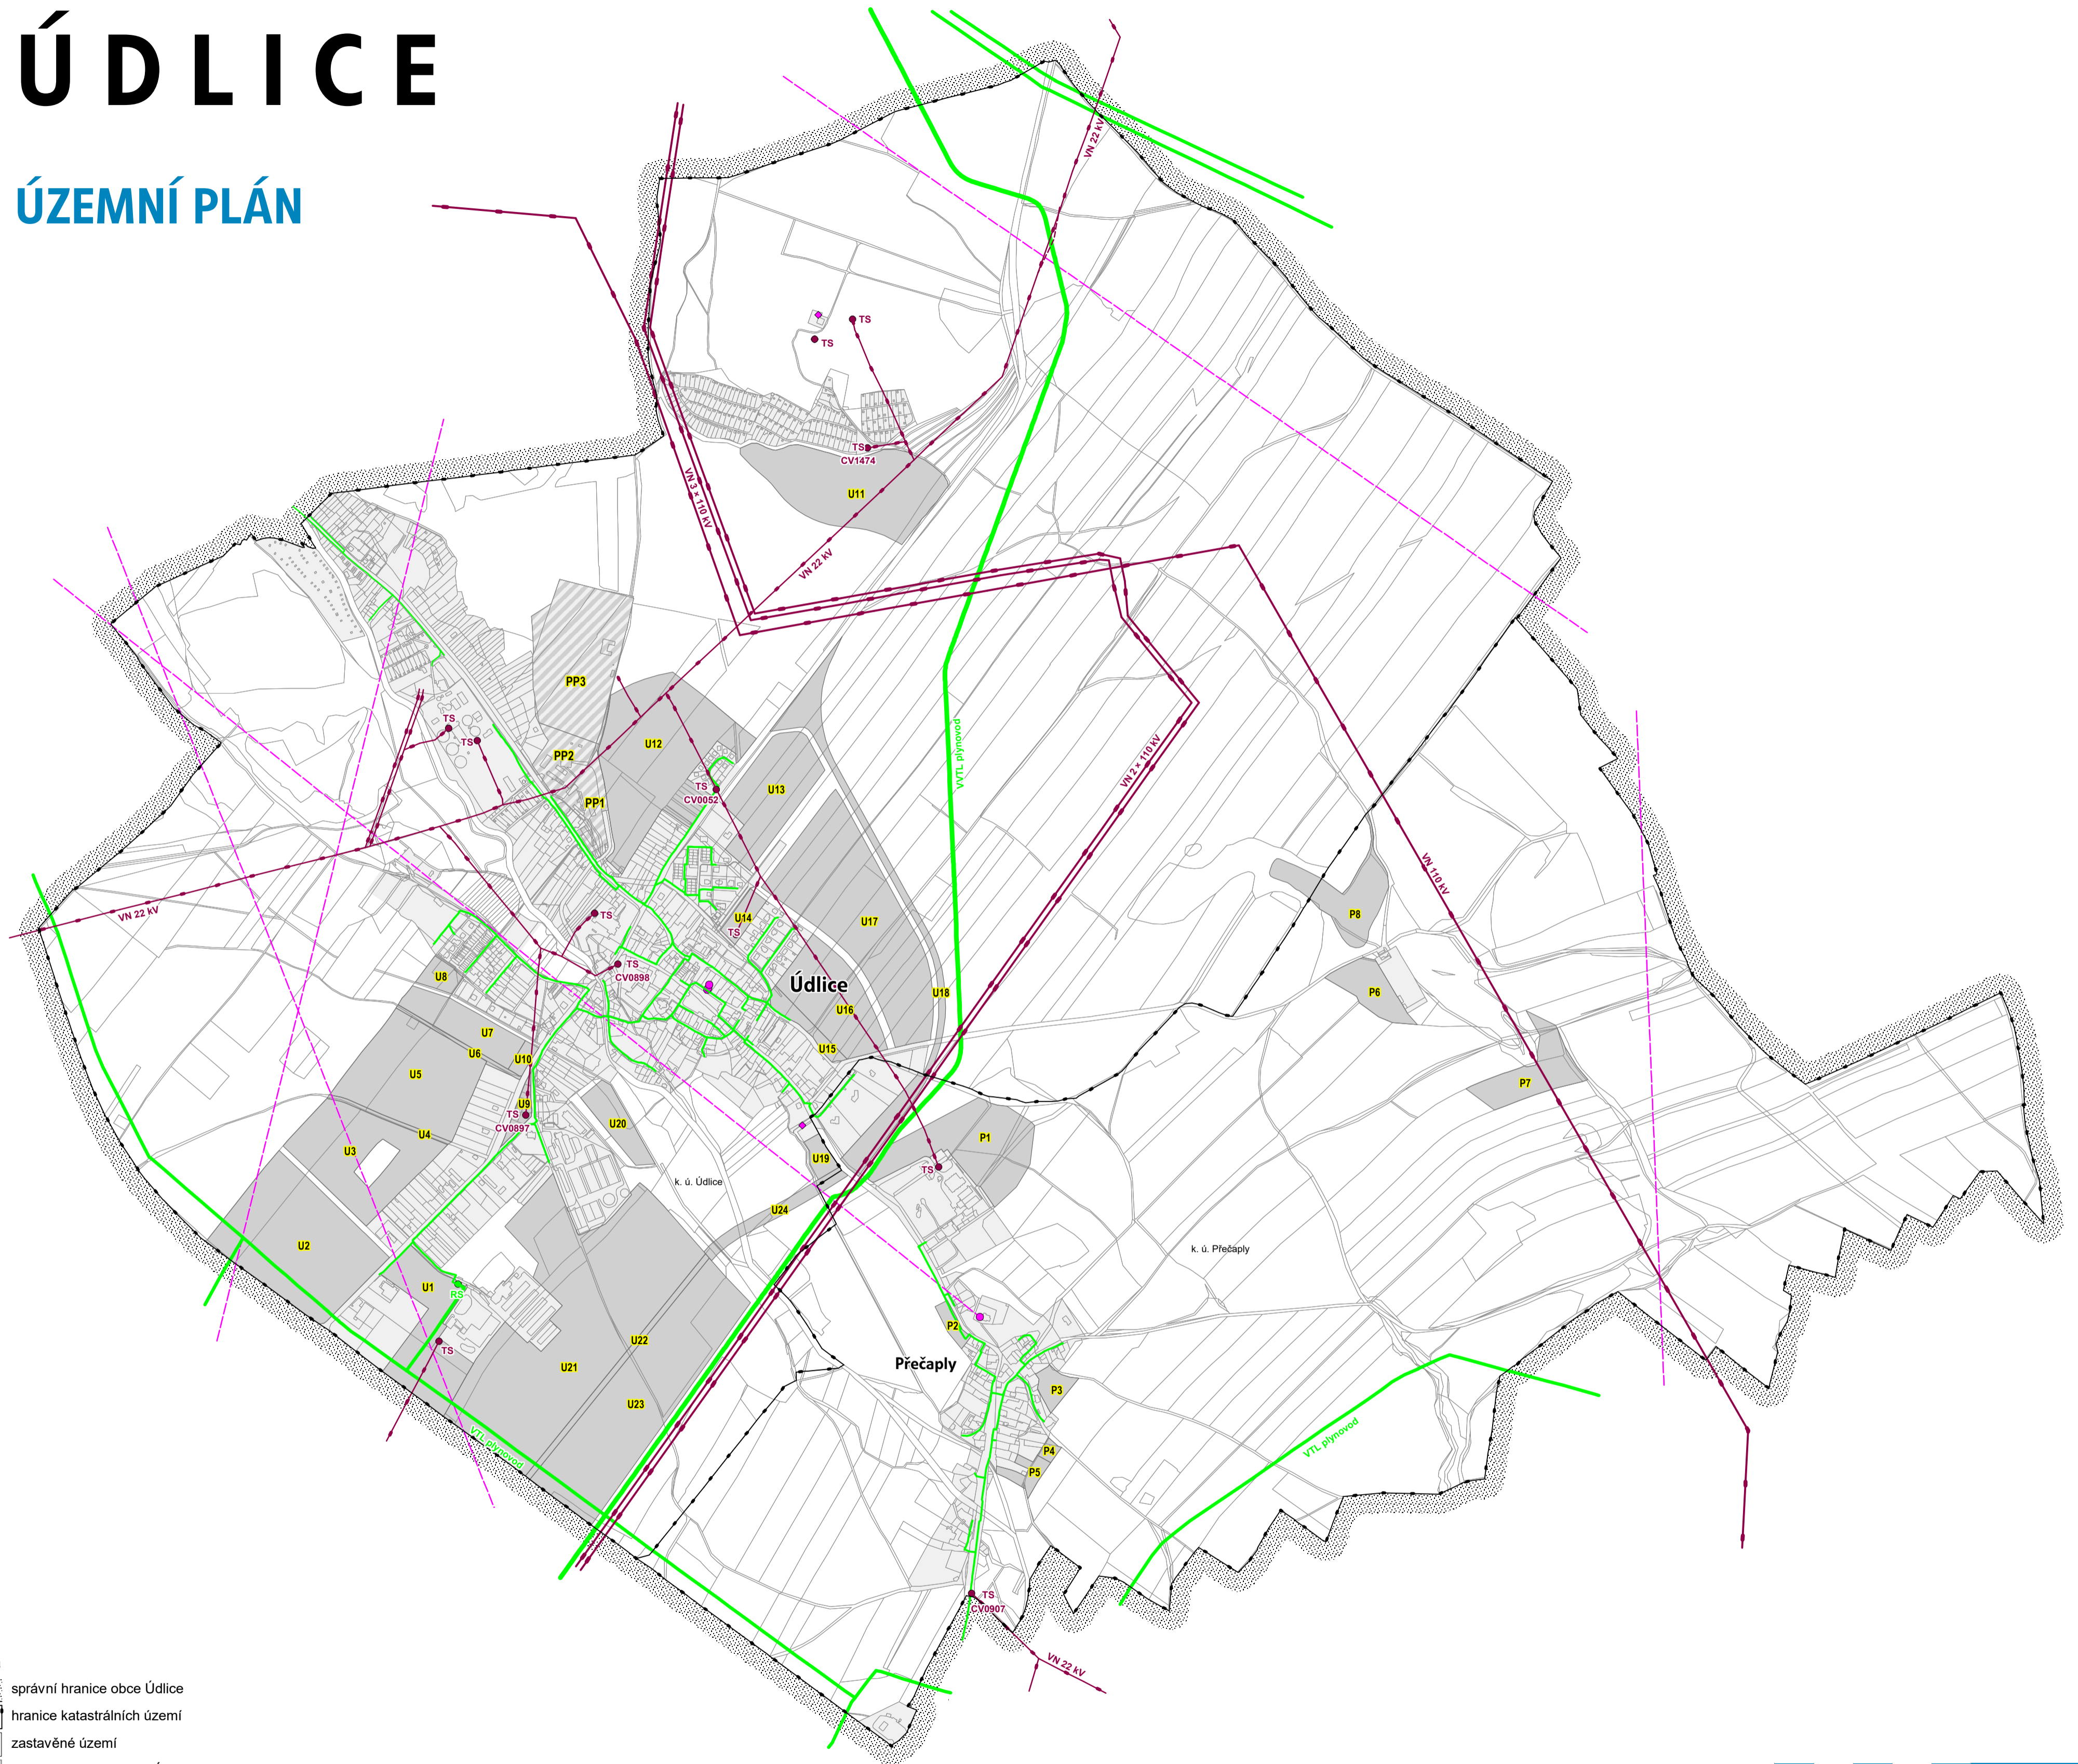 ÚDLICE
ÚZEMNÍ PLÁN
VN 22 kV
TS
TS
TS
CV1474
U11
VN 3 × 110 kV
VN 22 kV
PP3
TS
TS
PP2
U12
VVTL plynovod
PP1
TS
CV0052
U13
VN 2 × 110 kV
VN 110 kV
VN 22 kV
TS
U14
TS
U17
P8
TS
CV0898
U8
Údlice
U18
P6
U16
U7
U6
U10
U15
U5
P7
U9
TS
CV0897
U20
U4
P1
U3
U19
TS
k. ú. Údlice
U24
U2
k. ú. Přečaply
U1
RS
P2
U22
TS
U21
Přečaply
P3
U23
VTL plynovod
VTL plynovod
P4
P5
TS
CV0907
VN 22 kV
správní hranice obce Údlice
hranice katastrálních území
zastavěné území